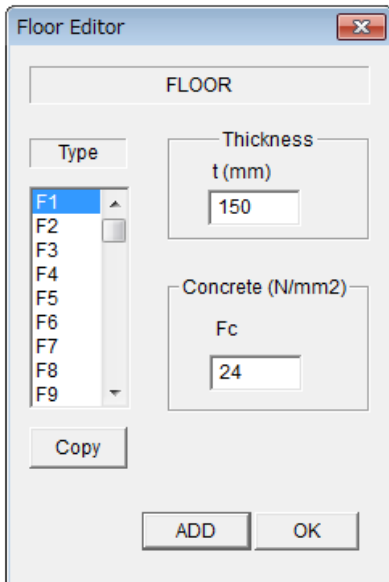 Floor Editor
FLOOR
Type
F1
F2
F3
F4
F5
F6
F7
F8
F9
Copy
Thickness
t (mm)
150
Concrete (N/mm2)
Fc
24
ADD
OK